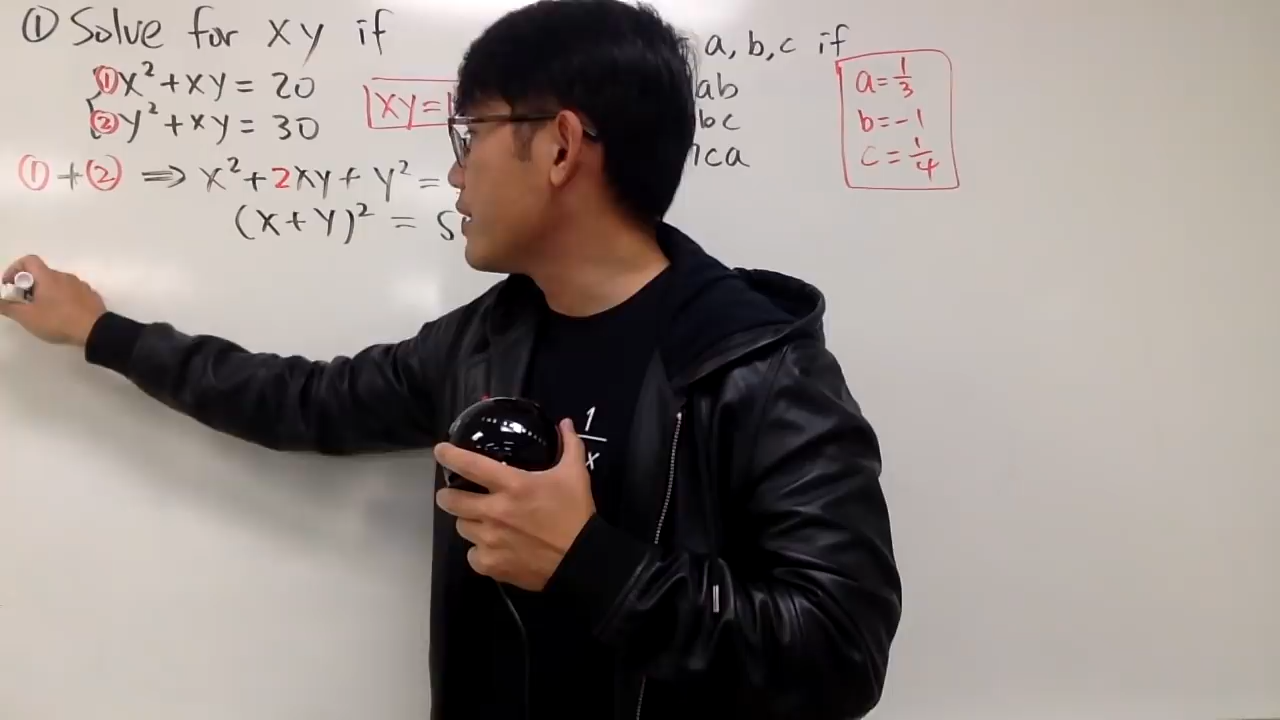 ① Solve for xy if
①x²+xy = 20
②y²+xy = 30
xy=
①+② ⇒ x²+2xy+y² =
(x+y)² =
a, b, c if
ab
bc
ca
a=1/3
b=-1
c=1/4
1/x